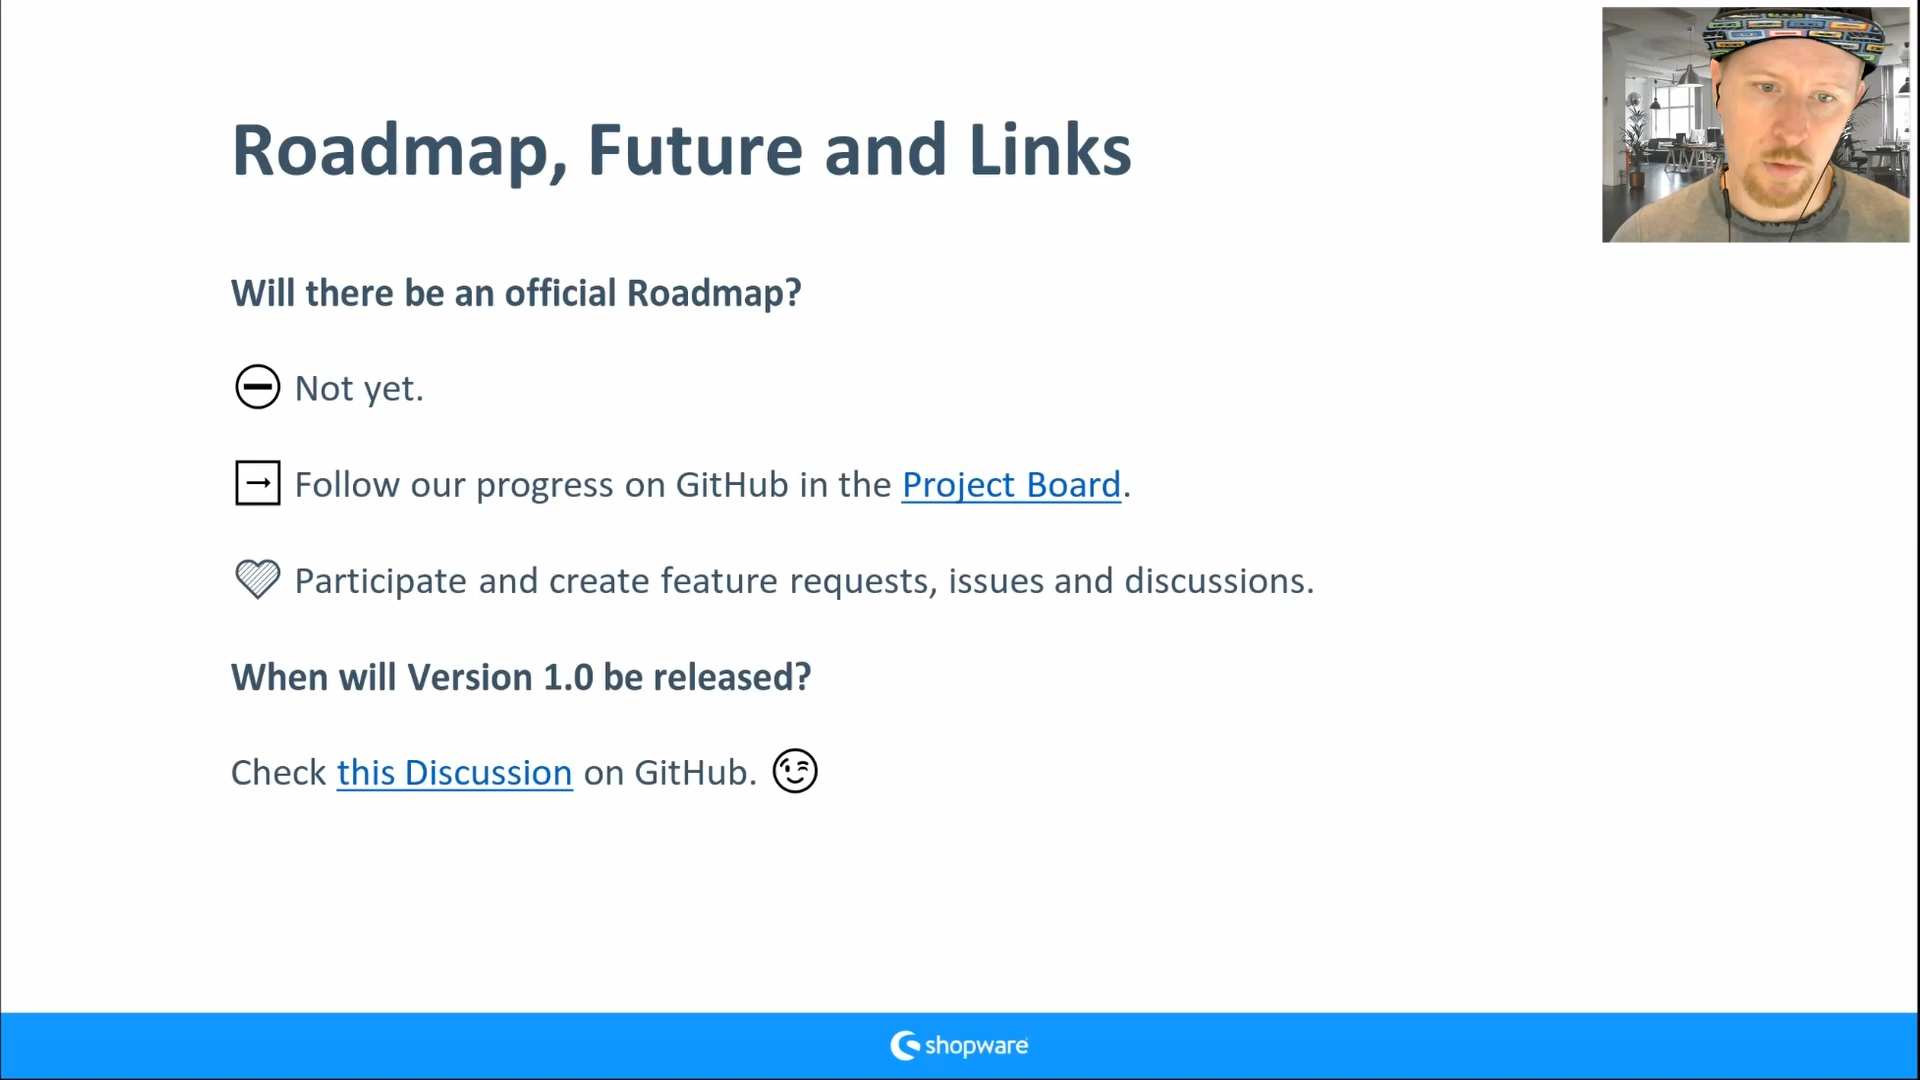 Roadmap, Future and Links
Will there be an official Roadmap?
Not yet.
Follow our progress on GitHub in the Project Board.
Participate and create feature requests, issues and discussions.
When will Version 1.0 be released?
Check this Discussion on GitHub.
shopware